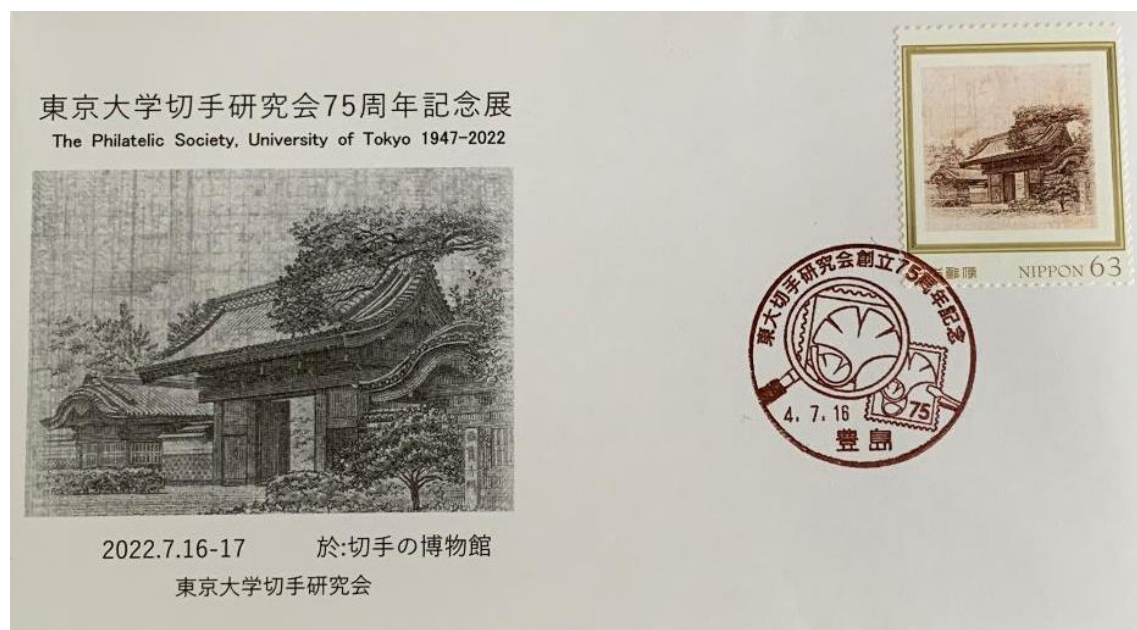 東京大学切手研究会75周年記念展
The Philatelic Society, University of Tokyo 1947-2022
2022.7.16-17 於:切手の博物館
東京大学切手研究会
郵便 NIPPON 63
東大切手研究会創立75周年記念
75
4.7.16
豊島